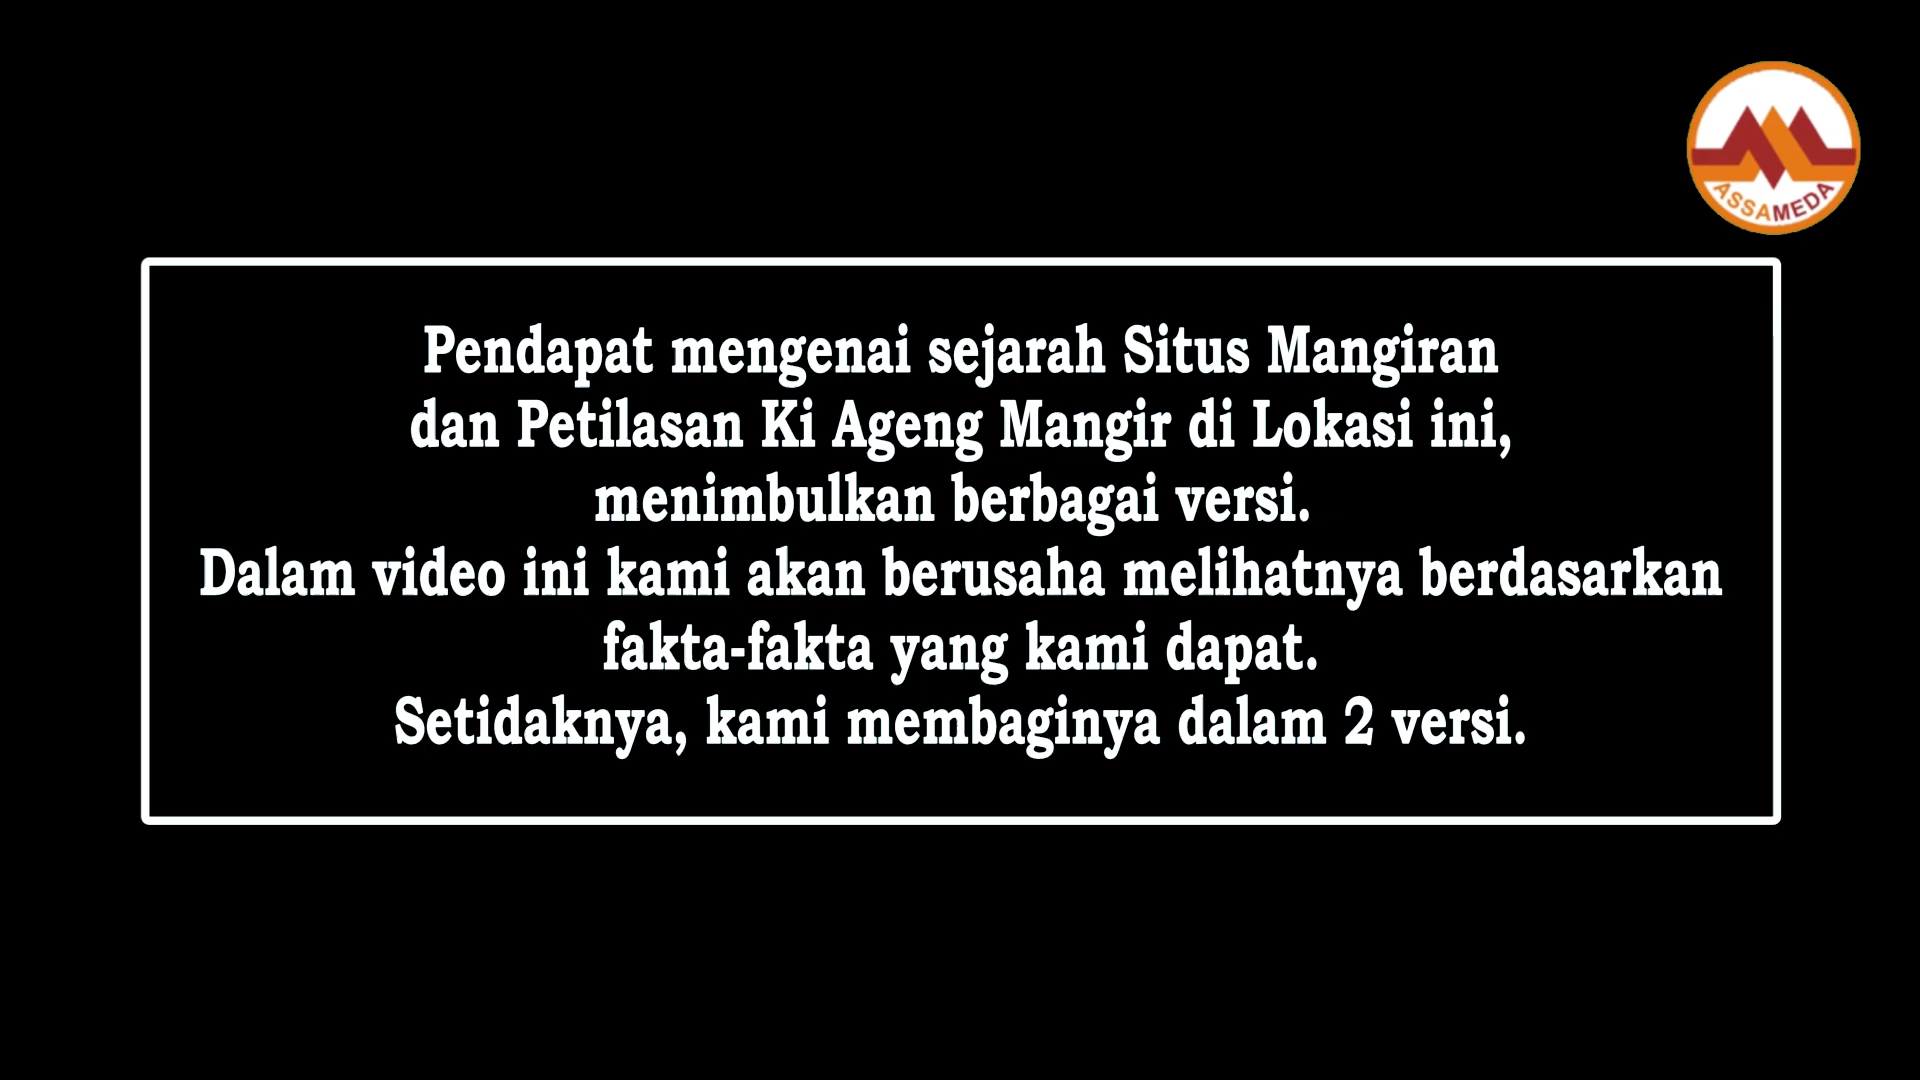 ASSAMEDA
Pendapat mengenai sejarah Situs Mangiran
dan Petilasan Ki Ageng Mangir di Lokasi ini,
menimbulkan berbagai versi.
Dalam video ini kami akan berusaha melihatnya berdasarkan
fakta-fakta yang kami dapat.
Setidaknya, kami membaginya dalam 2 versi.